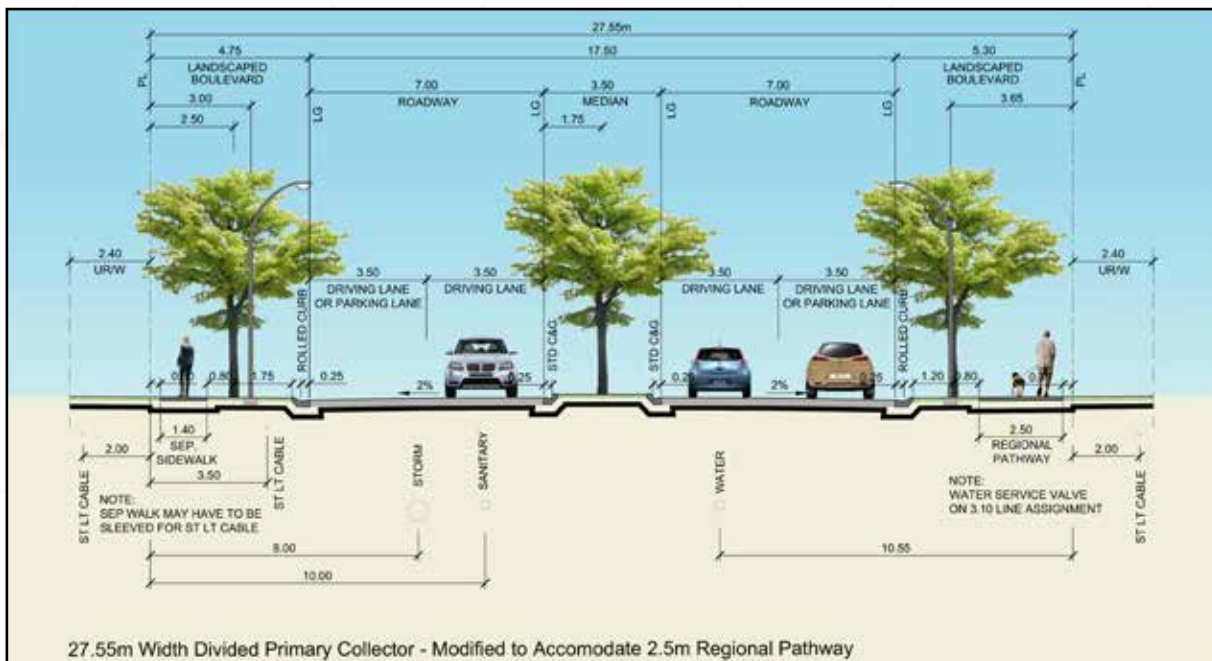 27.55m
4.75
17.50
5.30
PL
LANDSCAPED
BOULEVARD
7.00
3.50
7.00
LANDSCAPED
BOULEVARD
PL
3.00
LG
ROADWAY
LG
MEDIAN
LG
ROADWAY
LG
3.65
2.50
1.75
2.40
UR/W
3.50
DRIVING LANE
OR PARKING LANE
3.50
DRIVING LANE
3.50
DRIVING LANE
3.50
DRIVING LANE
OR PARKING LANE
2.40
UR/W
ROLLED CURB
STD C&G
STD C&G
ROLLED CURB
0.80
1.75
0.25
2%
0.25
2%
0.25
1.20
0.80
1.40
SEP.
SIDEWALK
2.50
REGIONAL
PATHWAY
2.00
3.50
2.00
ST LT CABLE
ST LT CABLE
STORM
SANITARY
WATER
ST LT CABLE
NOTE:
SEP WALK MAY HAVE TO BE
SLEEVED FOR ST LT CABLE
NOTE:
WATER SERVICE VALVE
ON 3.10 LINE ASSIGNMENT
8.00
10.55
10.00
27.55m Width Divided Primary Collector - Modified to Accomodate 2.5m Regional Pathway